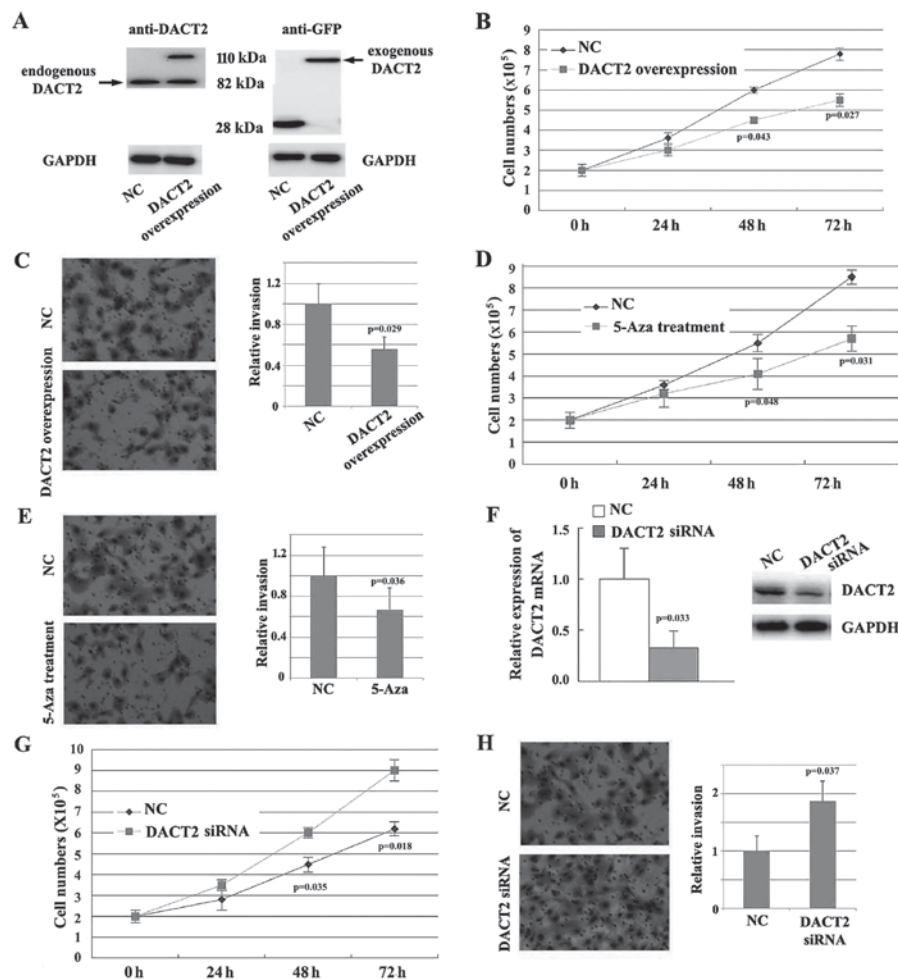 A
anti-DACT2
anti-GFP
endogenous
DACT2
110 kDa
82 kDa
28 kDa
exogenous
DACT2
GAPDH
GAPDH
NC
DACT2
overexpression
NC
DACT2
overexpression
B
Cell numbers (x10⁵)
9
8
7
6
5
4
3
2
1
NC
DACT2 overexpression
p=0.043
p=0.027
0 h
24 h
48 h
72 h
C
NC
DACT2 overexpression
Relative invasion
1.2
0.8
0.4
0
p=0.029
NC
DACT2
overexpression
D
Cell numbers (x10⁵)
9
8
7
6
5
4
3
2
1
0
NC
5-Aza treatment
p=0.048
p=0.031
0 h
24 h
48 h
72 h
E
NC
5-Aza treatment
Relative invasion
1.2
0.8
0.4
0
p=0.036
NC
5-Aza
F
NC
DACT2 siRNA
Relative expression of
DACT2 mRNA
1.5
1.0
0.5
0.0
p=0.033
NC
DACT2
siRNA
DACT2
GAPDH
G
Cell numbers (X10⁵)
10
9
8
7
6
5
4
3
2
1
0
NC
DACT2 siRNA
p=0.035
p=0.018
0 h
24 h
48 h
72 h
H
NC
DACT2 siRNA
Relative invasion
2
1
0
p=0.037
NC
DACT2
siRNA